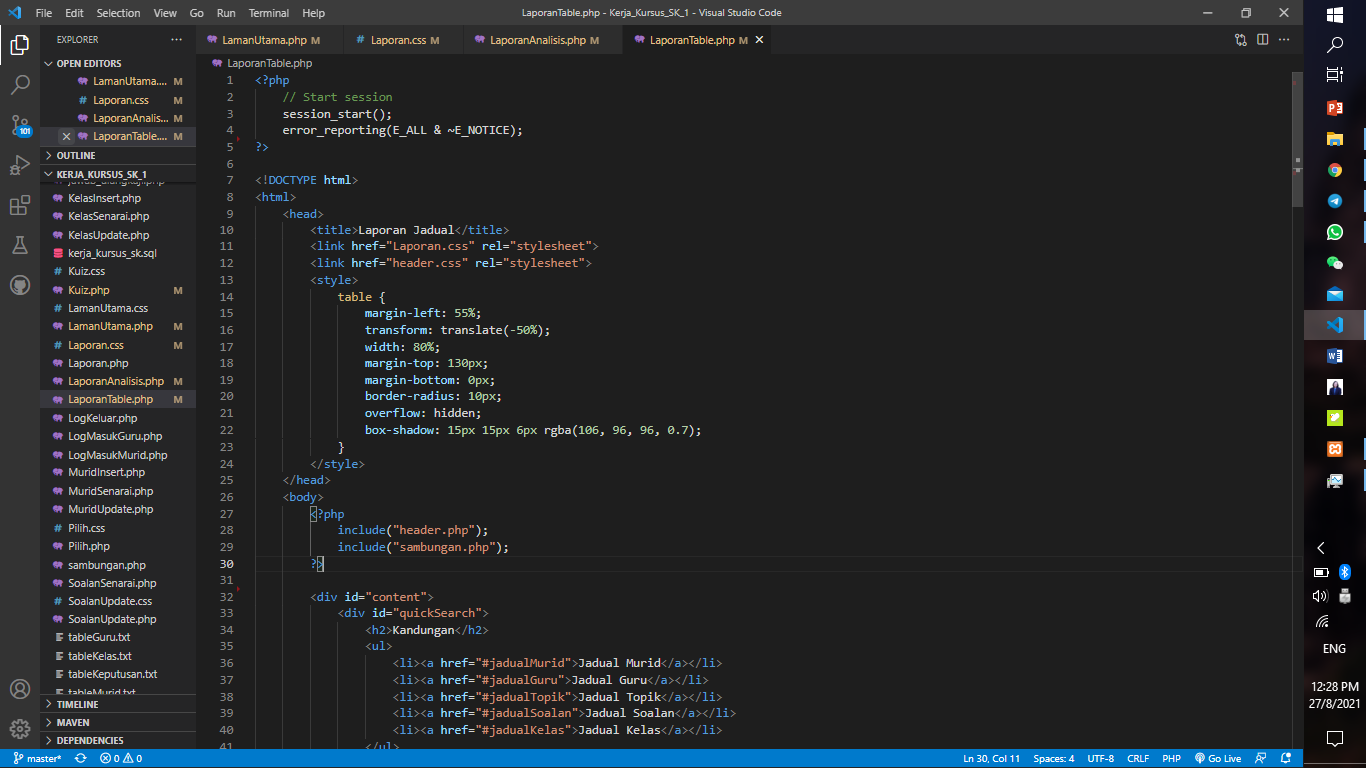 File Edit Selection View Go Run Terminal Help
LaporanTable.php - Kerja_Kursus_SK_1 - Visual Studio Code
EXPLORER
OPEN EDITORS
LamanUtama.... M
Laporan.css M
LaporanAnalis... M
LaporanTable.... M
OUTLINE
KERJA_KURSUS_SK_1
KelasInsert.php
KelasSenarai.php
KelasUpdate.php
kerja_kursus_sk.sql
Kuiz.css
Kuiz.php M
LamanUtama.css
LamanUtama.php M
Laporan.css M
Laporan.php
LaporanAnalisis.php M
LaporanTable.php M
LogKeluar.php
LogMasukGuru.php
LogMasukMurid.php
MuridInsert.php
MuridSenarai.php
MuridUpdate.php
Pilih.css
Pilih.php
sambungan.php
SoalanSenarai.php
SoalanUpdate.css
SoalanUpdate.php
tableGuru.txt
tableKelas.txt
tableKeputusan.txt
tableMurid.txt
TIMELINE
MAVEN
DEPENDENCIES
101
LamanUtama.php M
Laporan.css M
LaporanAnalisis.php M
LaporanTable.php M
LaporanTable.php
1 <?php
2 // Start session
3 session_start();
4 error_reporting(E_ALL & ~E_NOTICE);
5 ?>
6
7 <!DOCTYPE html>
8 <html>
9 <head>
10 <title>Laporan Jadual</title>
11 <link href="Laporan.css" rel="stylesheet">
12 <link href="header.css" rel="stylesheet">
13 <style>
14 table {
15 margin-left: 55%;
16 transform: translate(-50%);
17 width: 80%;
18 margin-top: 130px;
19 margin-bottom: 0px;
20 border-radius: 10px;
21 overflow: hidden;
22 box-shadow: 15px 15px 6px rgba(106, 96, 96, 0.7);
23 }
24 </style>
25 </head>
26 <body>
27 <?php
28 include("header.php");
29 include("sambungan.php");
30 ?>
31
32 <div id="content">
33 <div id="quickSearch">
34 <h2>Kandungan</h2>
35 <ul>
36 <li><a href="#jadualMurid">Jadual Murid</a></li>
37 <li><a href="#jadualGuru">Jadual Guru</a></li>
38 <li><a href="#jadualTopik">Jadual Topik</a></li>
39 <li><a href="#jadualSoalan">Jadual Soalan</a></li>
40 <li><a href="#jadualKelas">Jadual Kelas</a></li>
41 </ul>
master* 0 0
Ln 30, Col 11 Spaces: 4 UTF-8 CRLF PHP Go Live
ENG
12:28 PM
27/8/2021